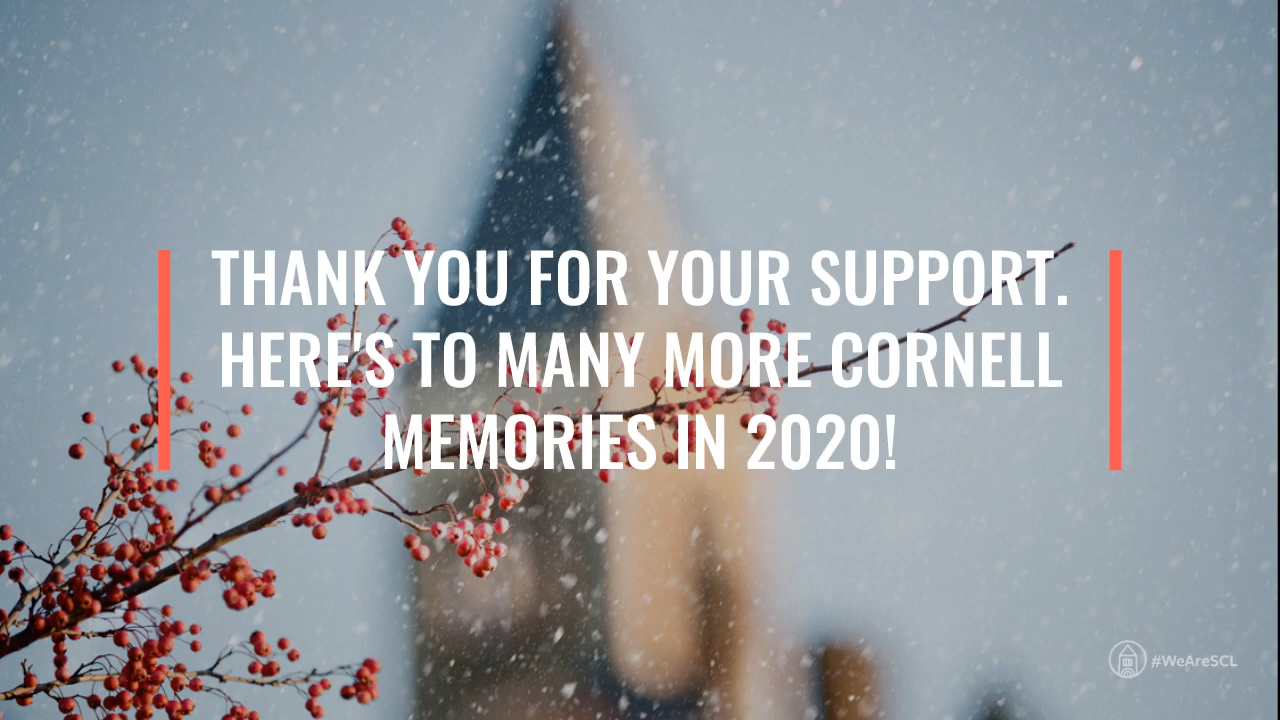 THANK YOU FOR YOUR SUPPORT.
HERE'S TO MANY MORE CORNELL
MEMORIES IN 2020!
#WeAreSCL